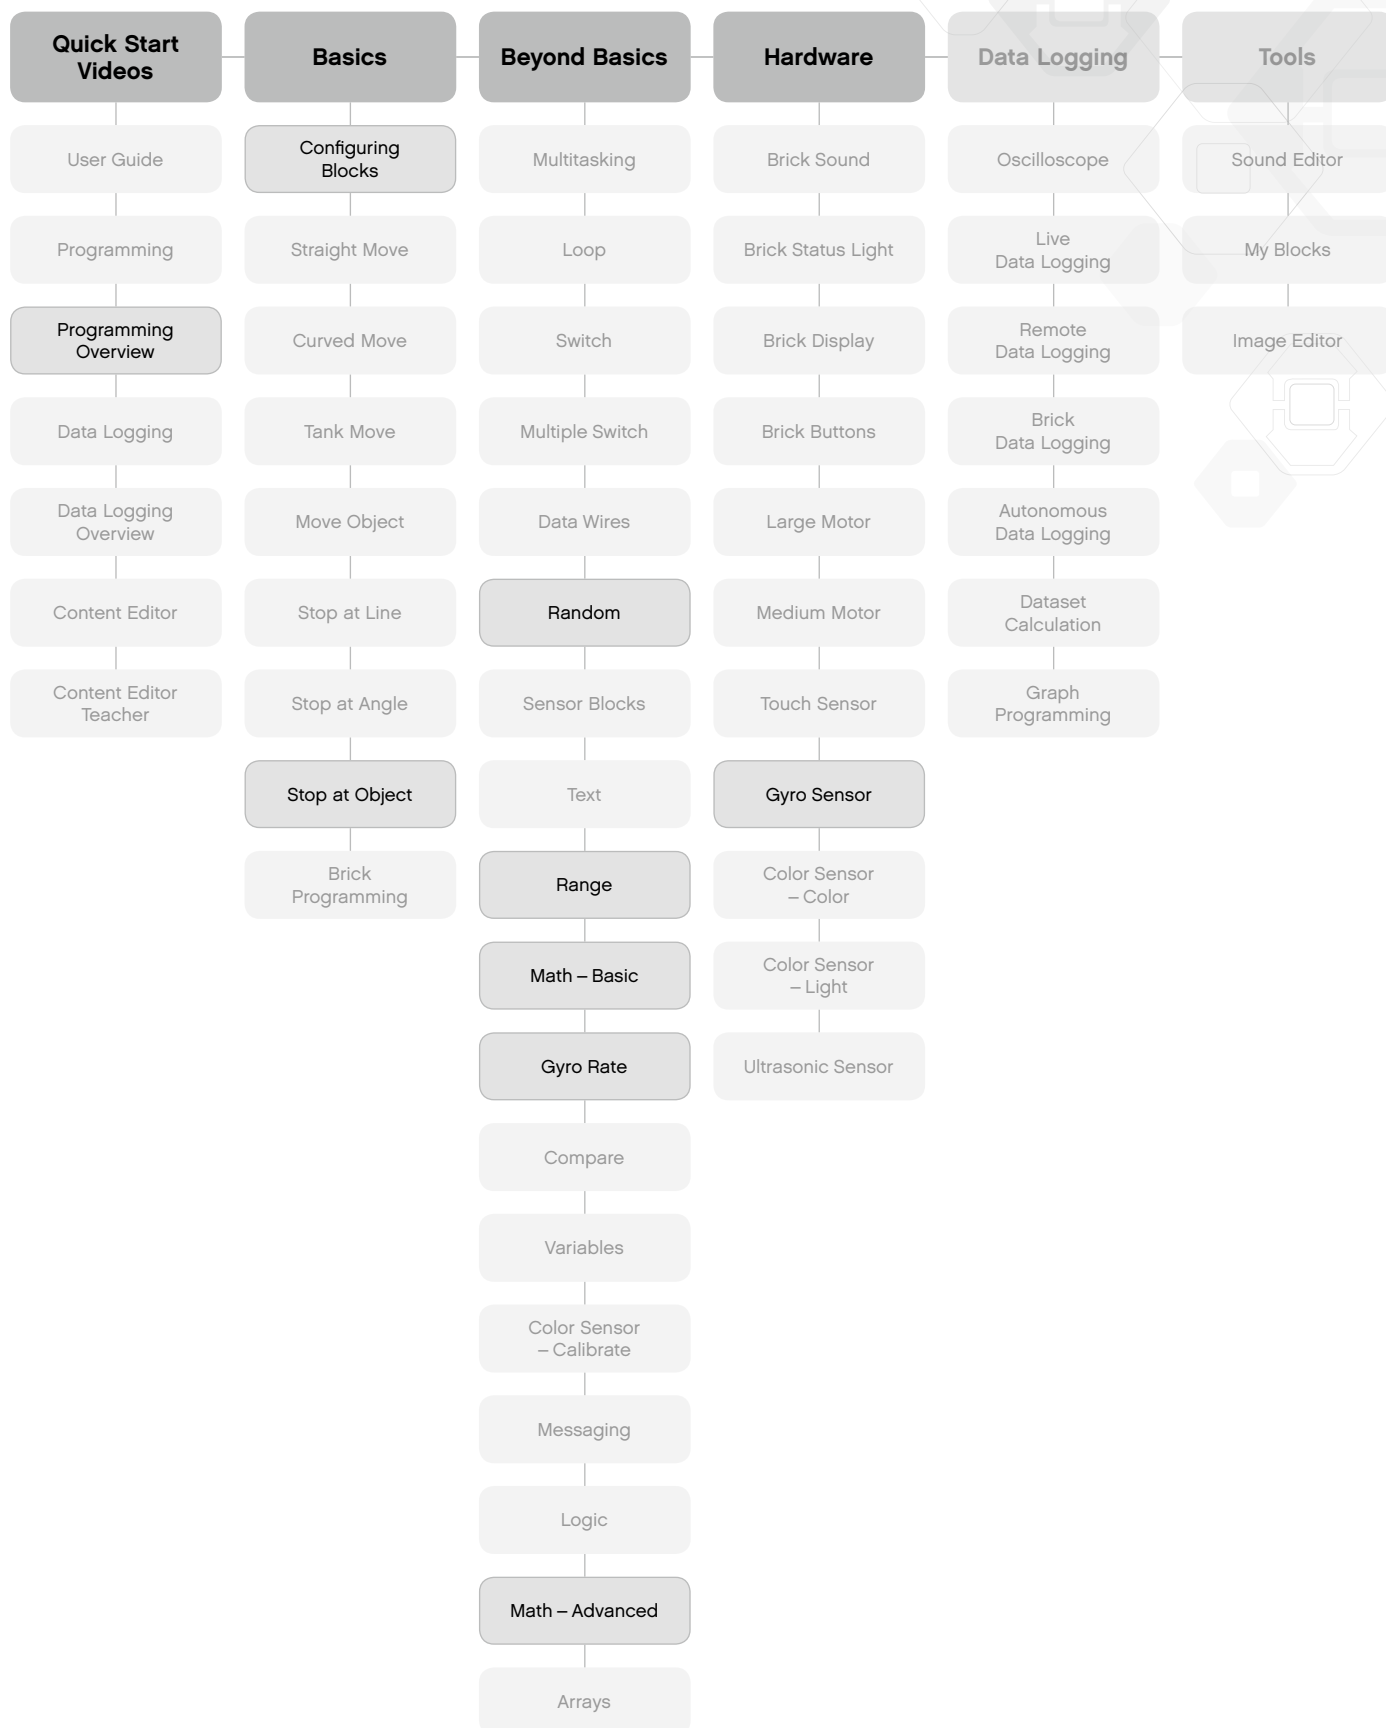 Quick Start
Videos
Basics
Beyond Basics
Hardware
Data Logging
Tools
User Guide
Programming
Programming
Overview
Data Logging
Data Logging
Overview
Content Editor
Content Editor
Teacher
Configuring
Blocks
Straight Move
Curved Move
Tank Move
Move Object
Stop at Line
Stop at Angle
Stop at Object
Brick
Programming
Multitasking
Loop
Switch
Multiple Switch
Data Wires
Random
Sensor Blocks
Text
Range
Math – Basic
Gyro Rate
Compare
Variables
Color Sensor
– Calibrate
Messaging
Logic
Math – Advanced
Arrays
Brick Sound
Brick Status Light
Brick Display
Brick Buttons
Large Motor
Medium Motor
Touch Sensor
Gyro Sensor
Color Sensor
– Color
Color Sensor
– Light
Ultrasonic Sensor
Oscilloscope
Live
Data Logging
Remote
Data Logging
Brick
Data Logging
Autonomous
Data Logging
Dataset
Calculation
Graph
Programming
Sound Editor
My Blocks
Image Editor